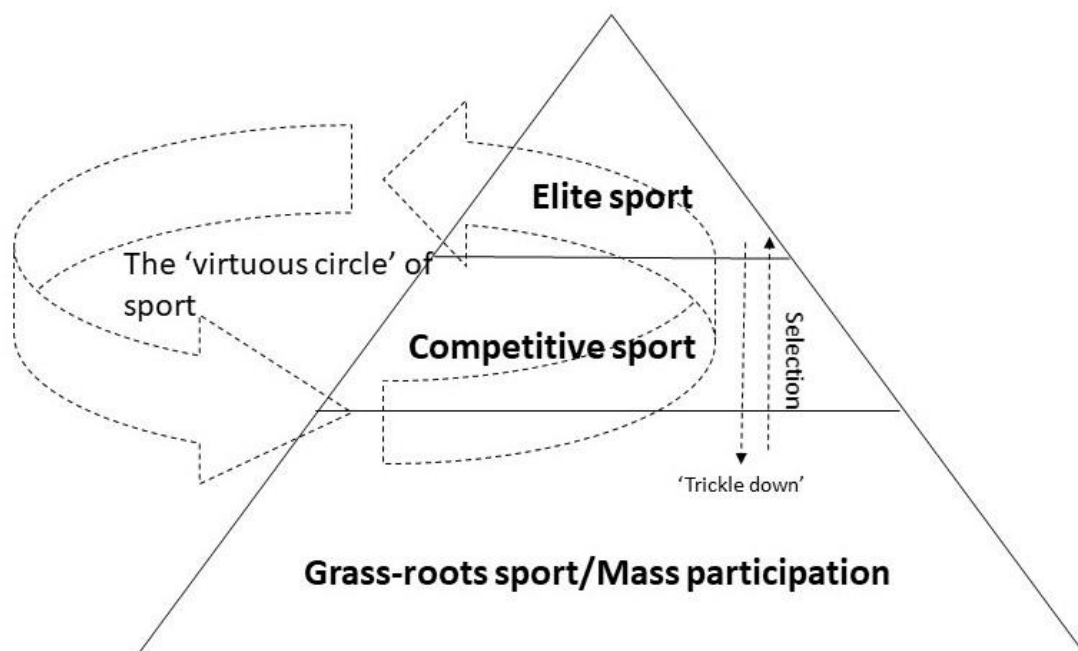 Elite sport
The ‘virtuous circle’ of
sport
Competitive sport
Selection
‘Trickle down’
Grass-roots sport/Mass participation